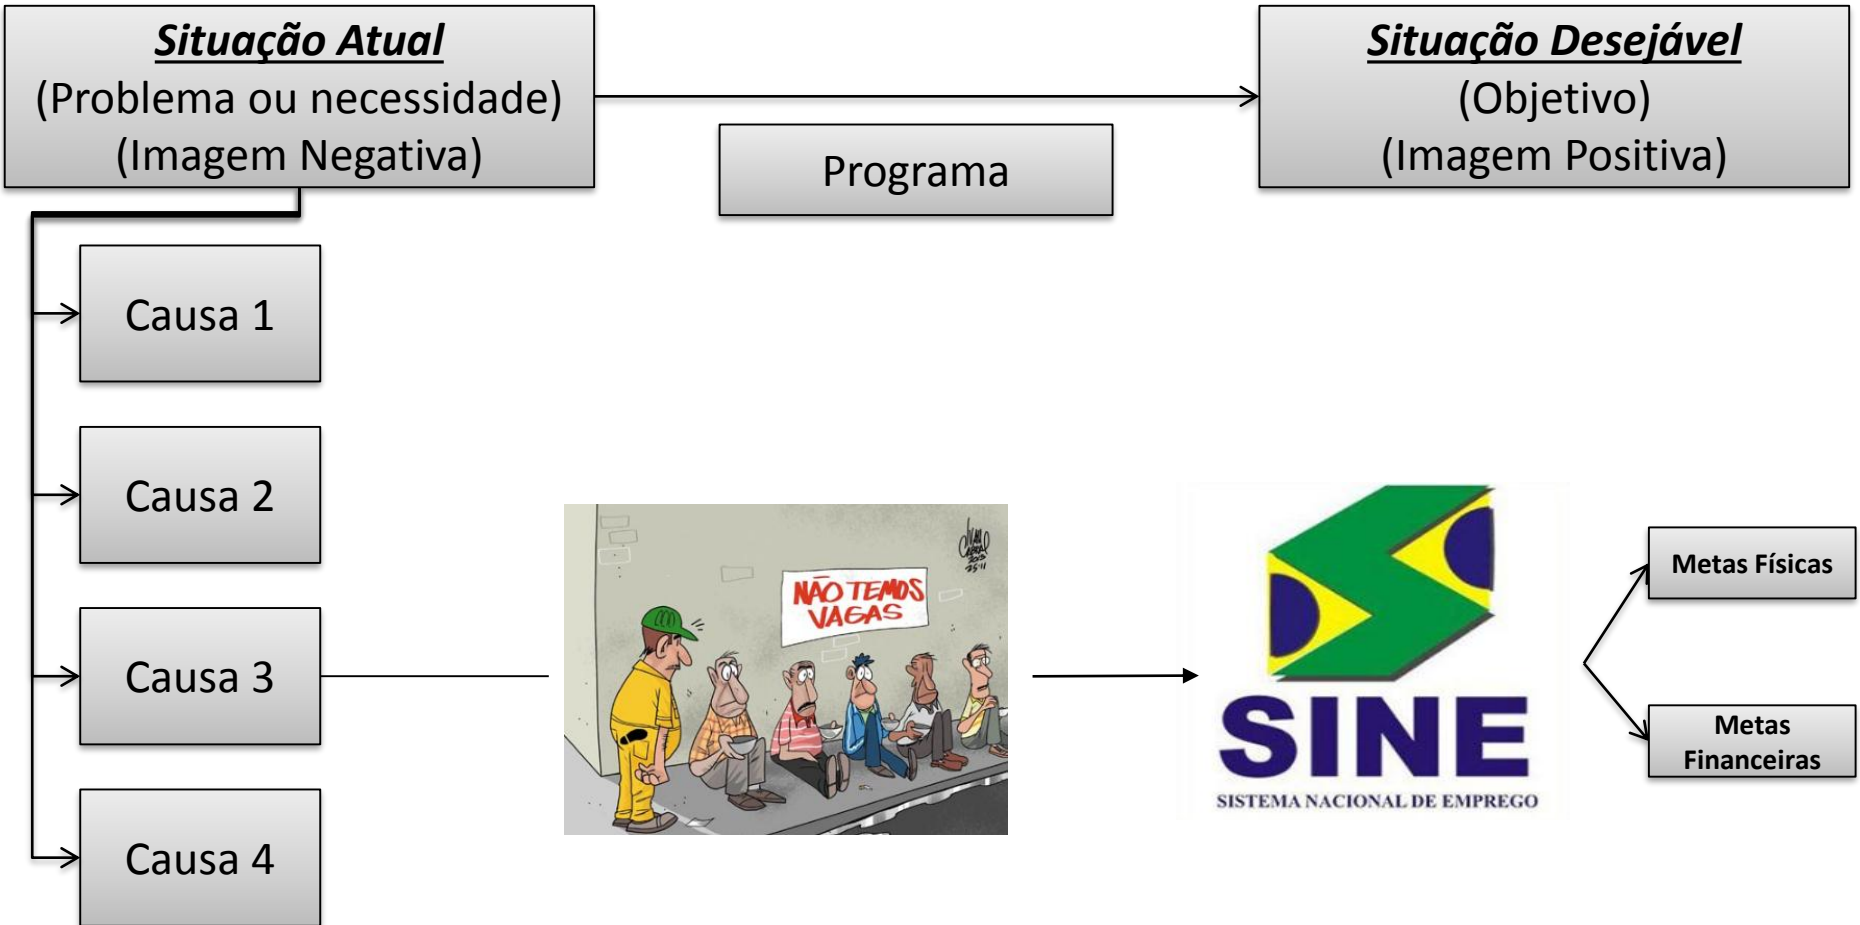 Situação Atual
(Problema ou necessidade)
(Imagem Negativa)
Situação Desejável
(Objetivo)
(Imagem Positiva)
Programa
Causa 1
Causa 2
Causa 3
Causa 4
NÃO TEMOS
VAGAS
SINE
SISTEMA NACIONAL DE EMPREGO
Metas Físicas
Metas
Financeiras